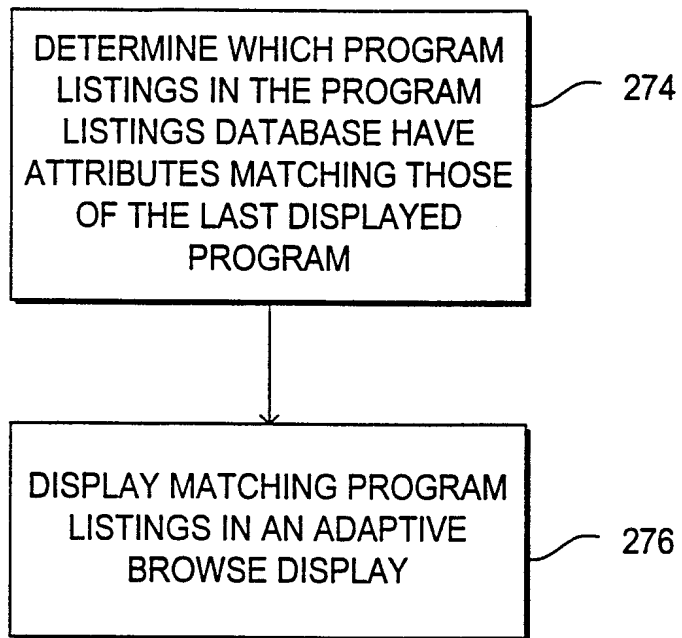 DETERMINE WHICH PROGRAM
LISTINGS IN THE PROGRAM
LISTINGS DATABASE HAVE
ATTRIBUTES MATCHING THOSE
OF THE LAST DISPLAYED
PROGRAM
274
DISPLAY MATCHING PROGRAM
LISTINGS IN AN ADAPTIVE
BROWSE DISPLAY
276